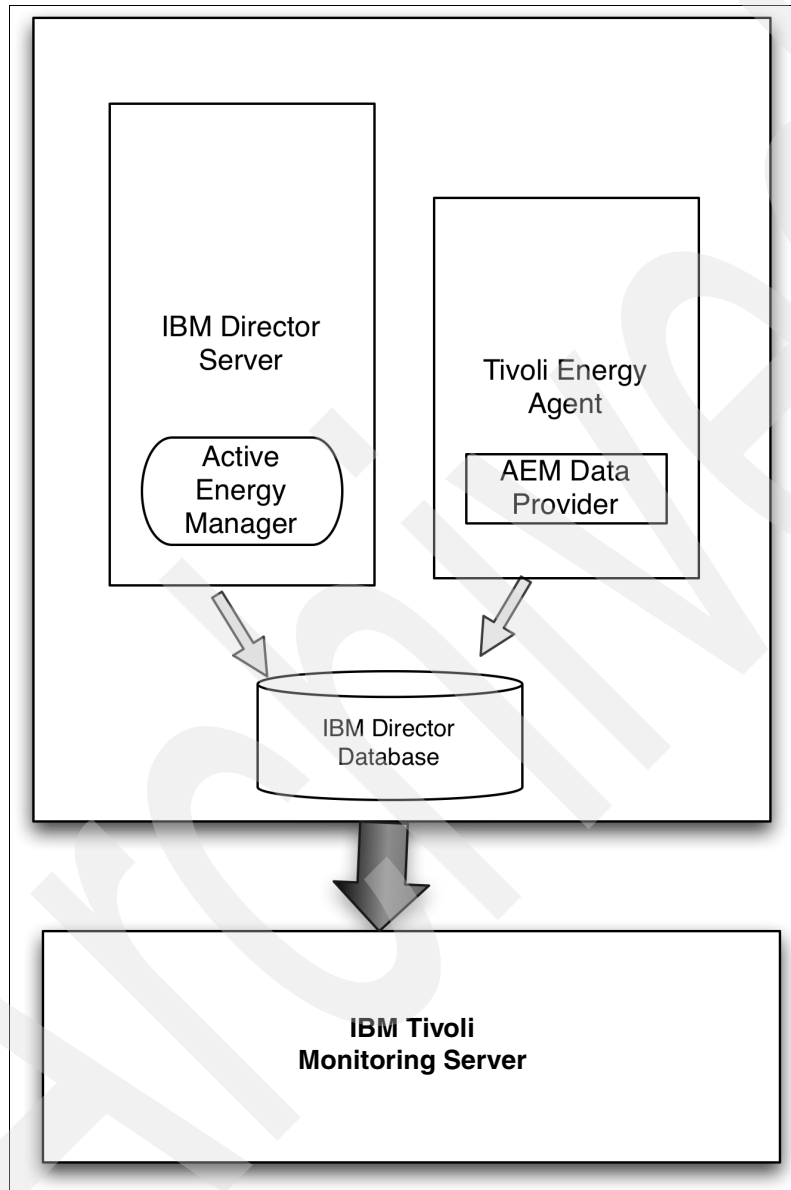 IBM Director
Server
Active
Energy
Manager
Tivoli Energy
Agent
AEM Data
Provider
IBM Director
Database
IBM Tivoli
Monitoring Server
Archived